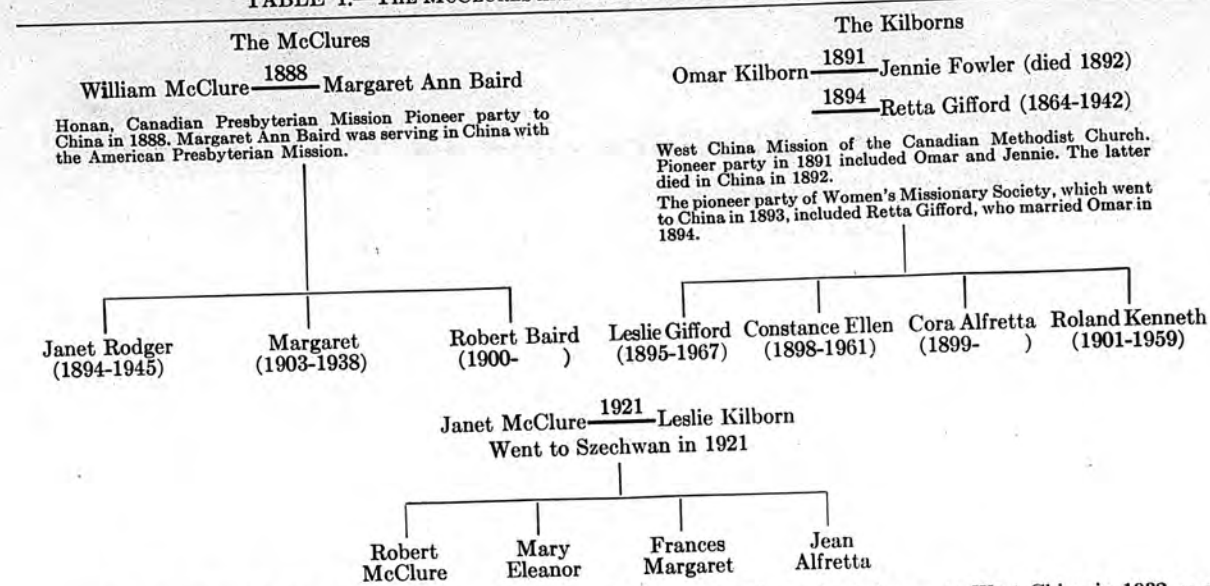 TABLE 1. THE MCCLURES
The McClures
William McClure 1888 Margaret Ann Baird
Honan, Canadian Presbyterian Mission Pioneer party to
China in 1888. Margaret Ann Baird was serving in China with
the American Presbyterian Mission.
The Kilborns
Omar Kilborn 1891 Jennie Fowler (died 1892)
1894 Retta Gifford (1864-1942)
West China Mission of the Canadian Methodist Church.
Pioneer party in 1891 included Omar and Jennie. The latter
died in China in 1892.
The pioneer party of Women's Missionary Society, which went
to China in 1893, included Retta Gifford, who married Omar in
1894.
Janet Rodger
(1894-1945)
Margaret
(1903-1938)
Robert Baird
(1900- )
Leslie Gifford
(1895-1967)
Constance Ellen
(1898-1961)
Cora Alfretta
(1899- )
Roland Kenneth
(1901-1959)
Janet McClure 1921 Leslie Kilborn
Went to Szechwan in 1921
Robert
McClure
Mary
Eleanor
Frances
Margaret
Jean
Alfretta